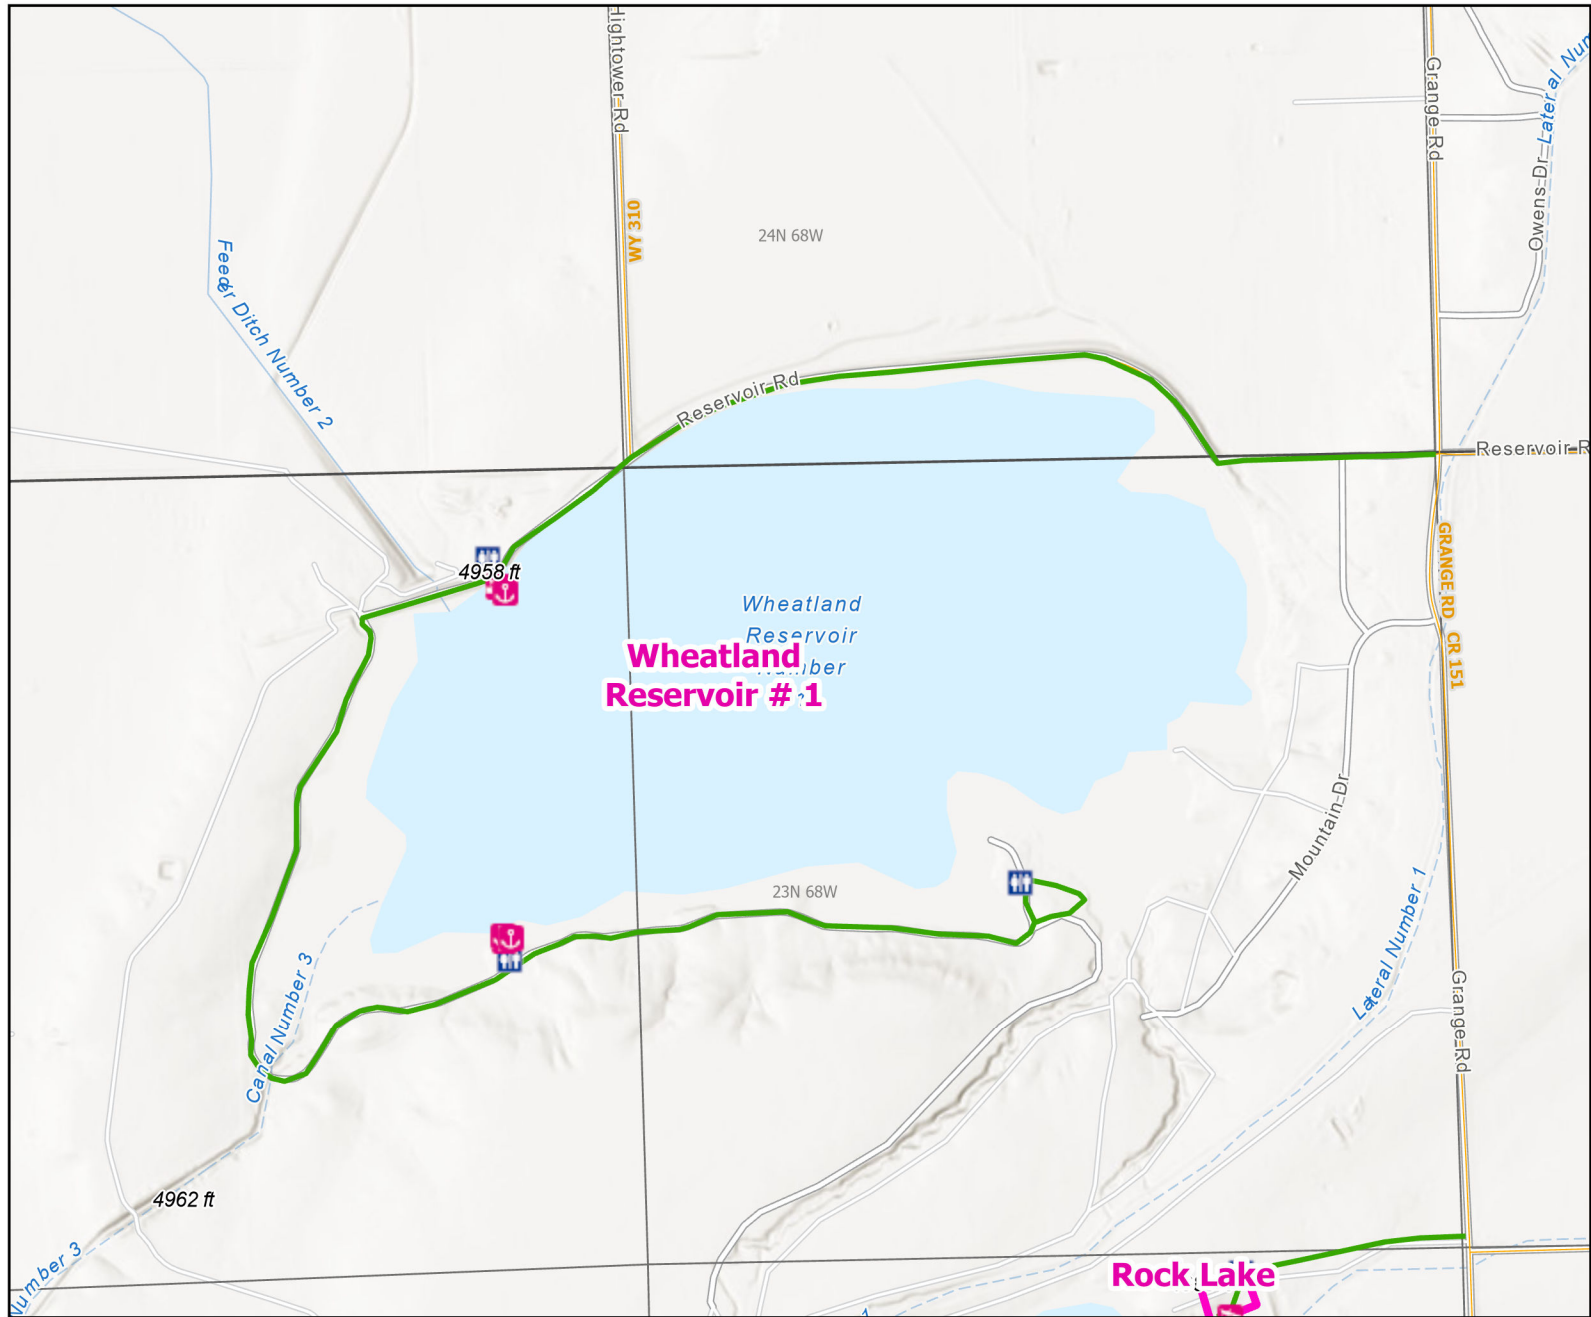 Hightower Rd
Grange Rd
Lateral Num
Owens Dr
WY 310
24N 68W
Feeder Ditch Number 2
Reservoir Rd
Reservoir R
GRANGE RD CR 151
4958 ft
Wheatland
Reservoir
Number
Wheatland
Reservoir # 1
Mountain Dr
23N 68W
Lateral Number 1
Canal Number 3
Grange Rd
4962 ft
Number 3
Rock Lake